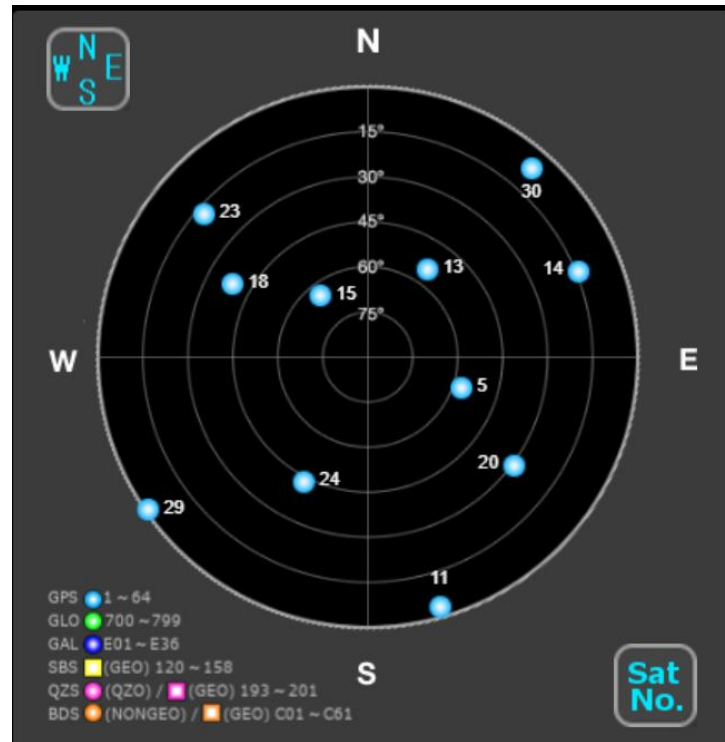 N
N
W E
S
15°
30
30°
23
45°
60°
13
14
18
15
75°
W
E
5
20
24
29
11
GPS 1 ~ 64
GLO 700 ~ 799
GAL E01 ~ E36
SBS (GEO) 120 ~ 158
QZS (QZO) / (GEO) 193 ~ 201
BDS (NONGEO) / (GEO) C01 ~ C61
S
Sat
No.